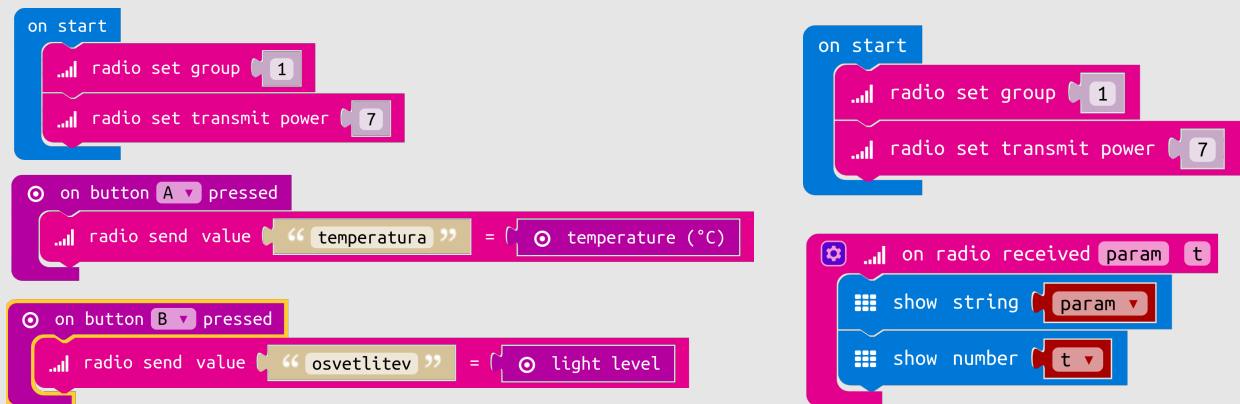 on start
radio set group 1
radio set transmit power 7
on button A ▼ pressed
radio send value “ temperatura ” = temperature (°C)
on button B ▼ pressed
radio send value “ osvetlitev ” = light level
on start
radio set group 1
radio set transmit power 7
on radio received param t
show string param ▼
show number t ▼